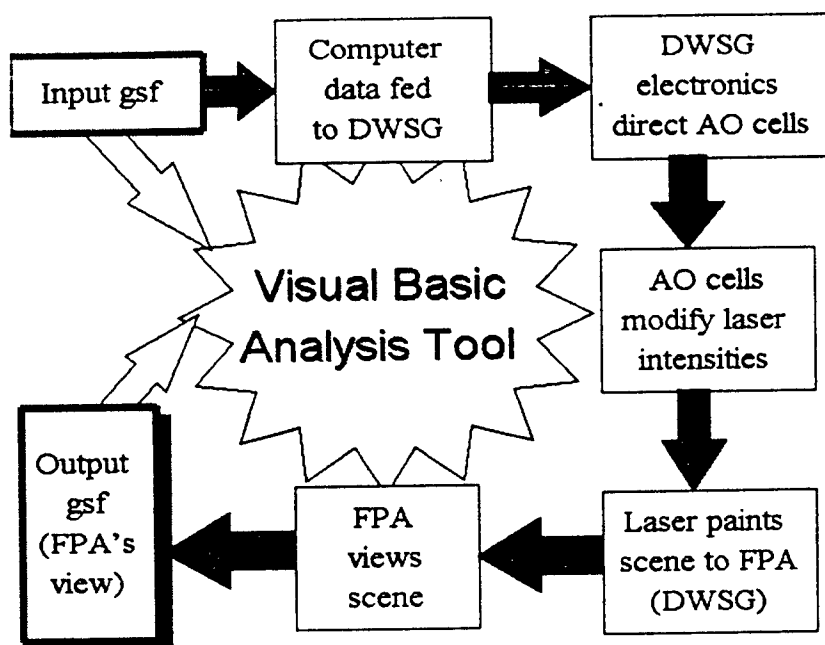 Input gsf
Computer
data fed
to DWSG
DWSG
electronics
direct AO cells
AO cells
modify laser
intensities
Laser paints
scene to FPA
(DWSG)
FPA
views
scene
Output
gsf
(FPA's
view)
Visual Basic
Analysis Tool